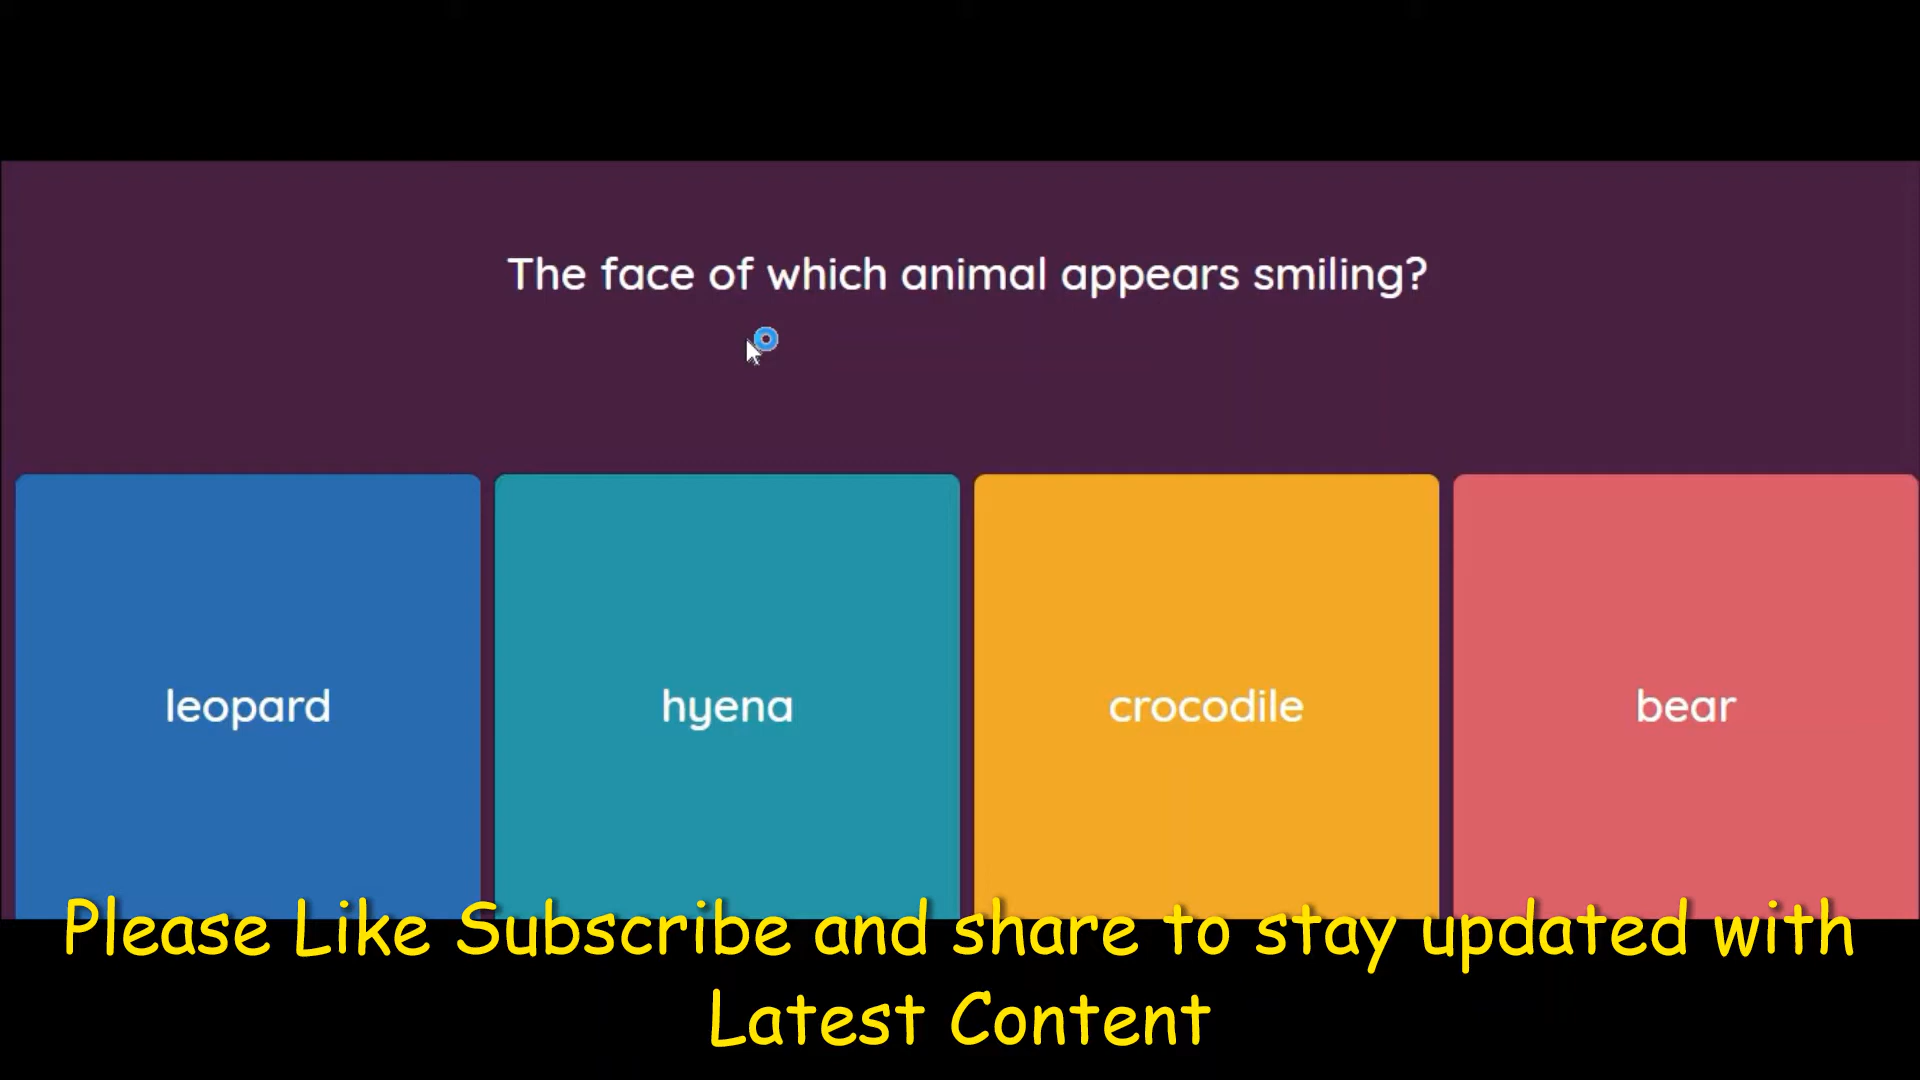 The face of which animal appears smiling?
leopard
hyena
crocodile
bear
Please Like Subscribe and share to stay updated with
Latest Content